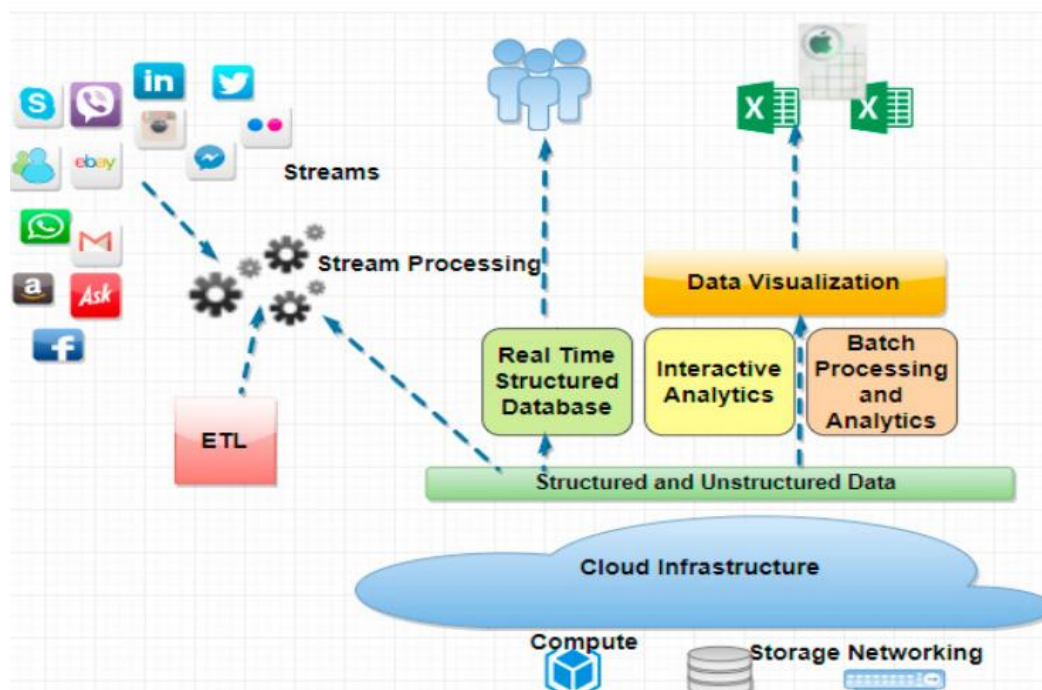 in
S
ebay
Streams
X
X
M
Stream Processing
a
Ask
f
Data Visualization
Real Time
Structured
Database
Interactive
Analytics
Batch
Processing
and
Analytics
ETL
Structured and Unstructured Data
Cloud Infrastructure
Compute
Storage Networking